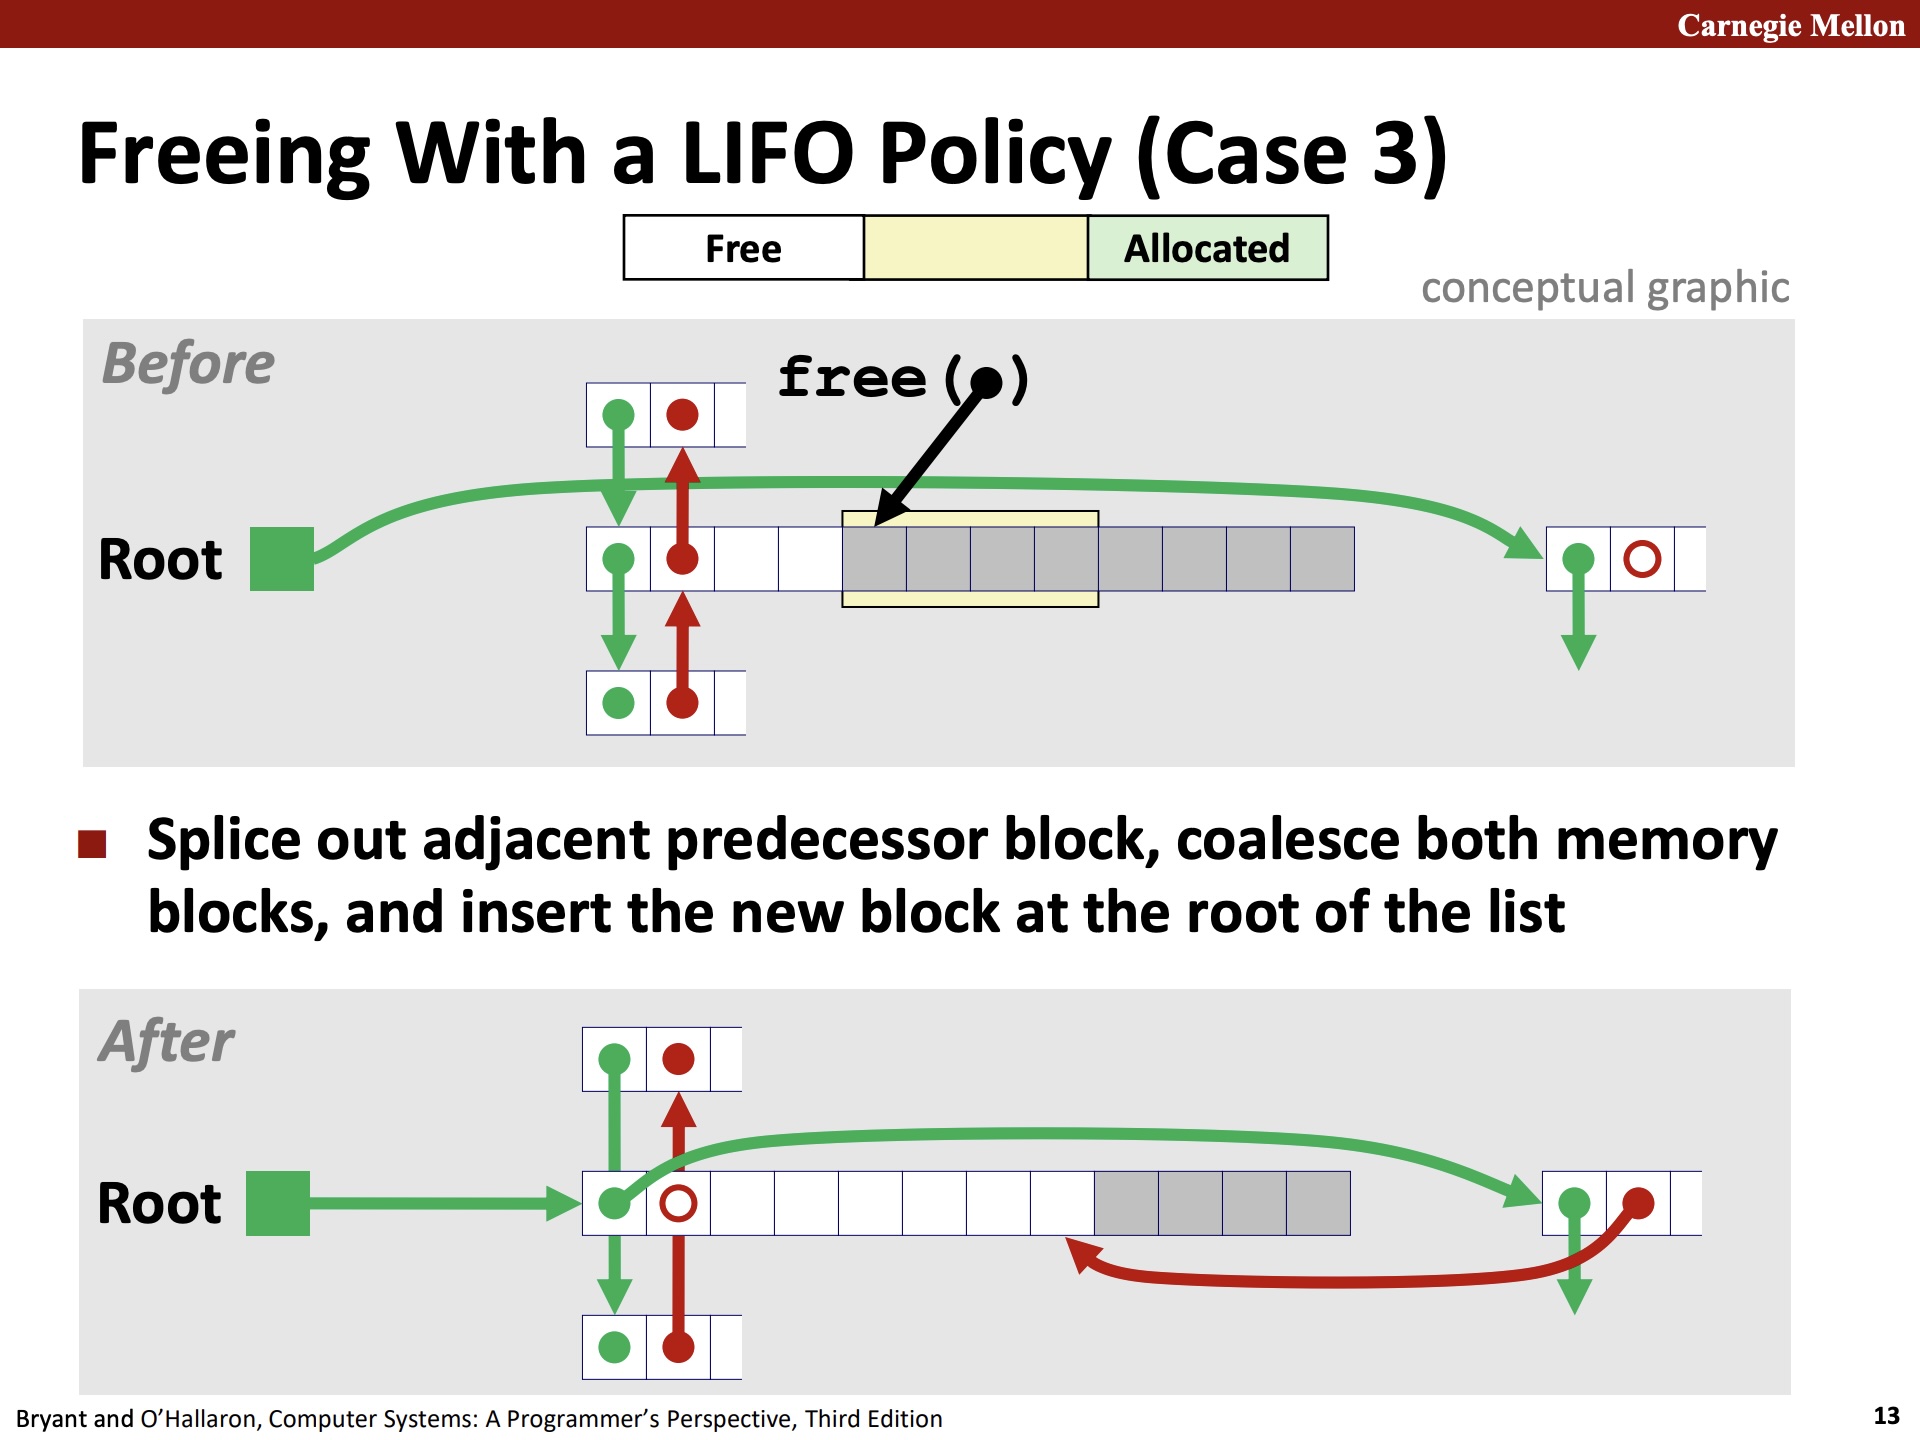 Carnegie Mellon
Freeing With a LIFO Policy (Case 3)
Free Allocated
conceptual graphic
Before
free( )
Root
■ Splice out adjacent predecessor block, coalesce both memory
blocks, and insert the new block at the root of the list
After
Root
Bryant and O’Hallaron, Computer Systems: A Programmer’s Perspective, Third Edition
13